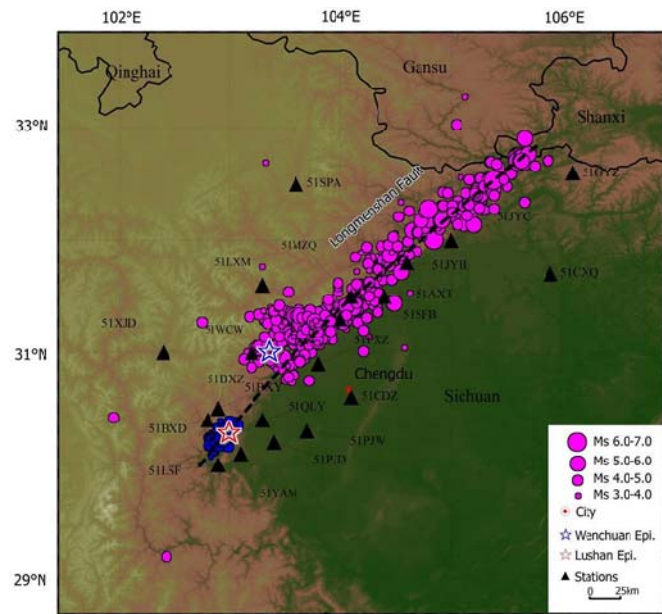 102°E
104°E
106°E
Qinghai
Gansu
Shanxi
33°N
51SPA
Longmenshan Fault
51MZQ
51JYC
51LXM
51JYH
51CXQ
51AXT
51SFB
51XJD
51WCW
51PXZ
31°N
51DXZ
Chengdu
Sichuan
51QLY
51CDZ
51BXD
51PJW
51LSF
51PJD
51YAM
29°N
Ms 6.0-7.0
Ms 5.0-6.0
Ms 4.0-5.0
Ms 3.0-4.0
City
Wenchuan Epi.
Lushan Epi.
Stations
25km